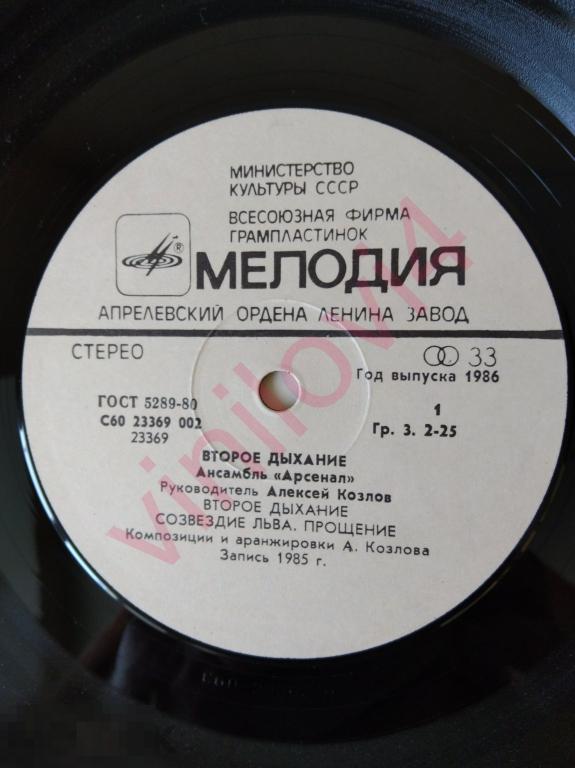 МИНИСТЕРСТВО
КУЛЬТУРЫ СССР
ВСЕСОЮЗНАЯ ФИРМА
ГРАМПЛАСТИНОК
®
МЕЛОДИЯ
АПРЕЛЕВСКИЙ ОРДЕНА ЛЕНИНА ЗАВОД
СТЕРЕО
33
Год выпуска 1986
ГОСТ 5289-80
1
С60 23369 002
Гр. 3. 2-25
23369
ВТОРОЕ ДЫХАНИЕ
Ансамбль «Арсенал»
Руководитель Алексей Козлов
ВТОРОЕ ДЫХАНИЕ
СОЗВЕЗДИЕ ЛЬВА. ПРОЩЕНИЕ
Композиции и аранжировки А. Козлова
Запись 1985 г.
vinilovi4